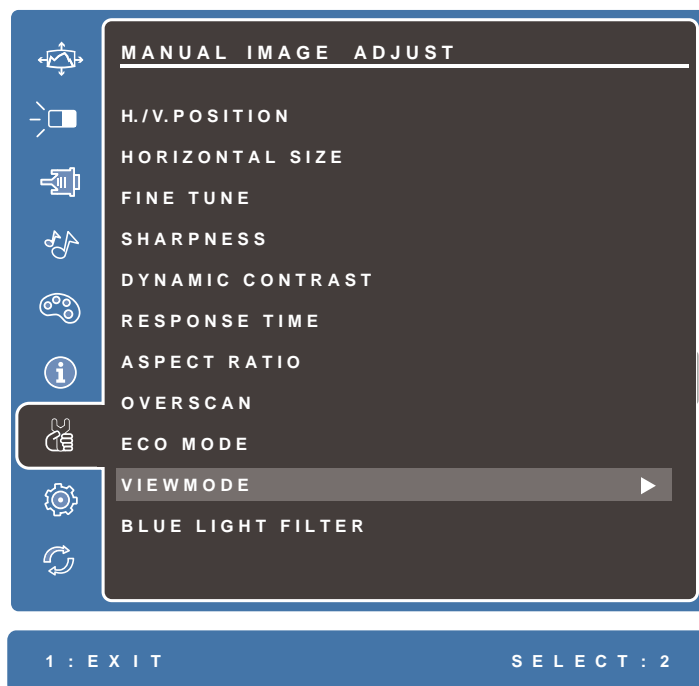 MANUAL IMAGE ADJUST
H./V.POSITION
HORIZONTAL SIZE
FINE TUNE
SHARPNESS
DYNAMIC CONTRAST
RESPONSE TIME
ASPECT RATIO
OVERSCAN
ECO MODE
VIEWMODE
BLUE LIGHT FILTER
1:EXIT SELECT:2